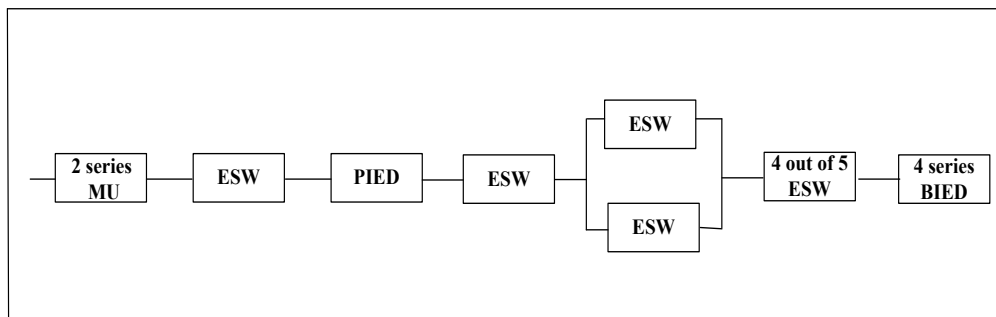 2 series
MU
ESW
PIED
ESW
ESW
ESW
4 out of 5
ESW
4 series
BIED